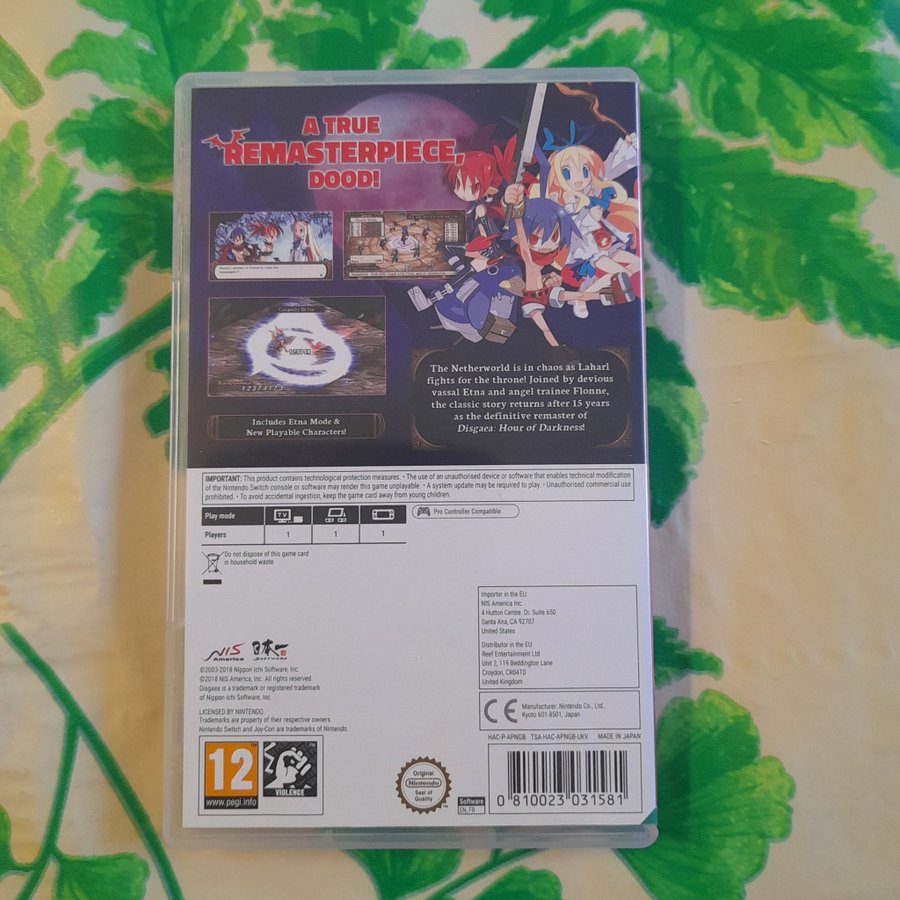 A TRUE
REMASTERPIECE,
DOOD!
Calamity Drive
12374173
The Netherworld is in chaos as Laharl
fights for the throne! Joined by devious
vassal Etna and angel trainee Flonne,
the classic story returns after 15 years
as the definitive remaster of
Disgaea: Hour of Darkness!
Includes Etna Mode &
New Playable Characters!
IMPORTANT: This product contains technological protection measures. • The use of an unauthorised device or software that enables technical modification
of the Nintendo Switch console or software may render this game unplayable. • A system update may be required to play. • Unauthorised commercial use
prohibited. • To avoid accidental ingestion, keep the game card away from young children.
Play mode TV
Pro Controller Compatible
Players 1 1 1
Do not dispose of this game card
in household waste.
Importer in the EU:
NIS America Inc.
4 Hutton Centre. Dr. Suite 650
Santa Ana, CA 92707
United States
Distributor in the EU:
Reef Entertainment Ltd
Unit 2, 119 Beddington Lane
Croydon, CR04TD
United Kingdom
NIS America
日本一 SOFTWARE
©2003-2018 Nippon Ichi Software, Inc.
©2018 NIS America, Inc. All rights reserved.
Disgaea is a trademark or registered trademark
of Nippon Ichi Software, Inc.
LICENSED BY NINTENDO.
Trademarks are property of their respective owners.
Nintendo Switch and Joy-Con are trademarks of Nintendo.
CE
Manufacturer: Nintendo Co., Ltd.,
Kyoto 601-8501, Japan
HAC-P-APNGB TSA-HAC-APNGB-UKV MADE IN JAPAN
12
www.pegi.info
VIOLENCE
Original
Nintendo
Seal of
Quality
Software
EN, FR
0 810023 031581